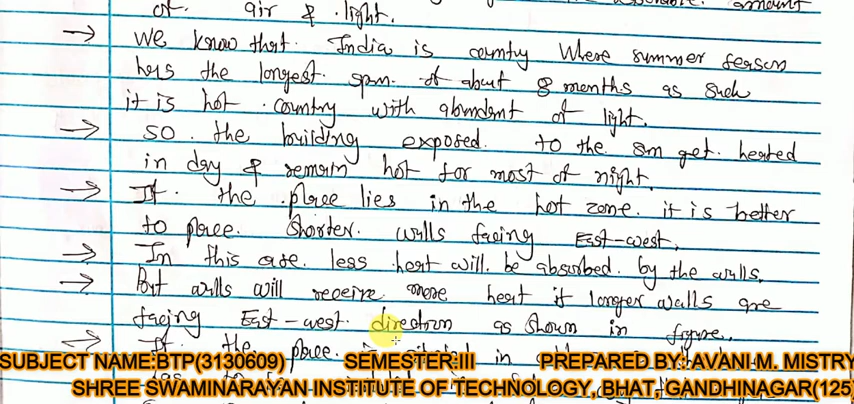 of air & light.
→ We know that. India is country Where summer season
has the longest spm. of about 8 months as such
it is hot country with abundant of light.
→ so. the building exposed. to the sun get. heated
in day & remain hot for most of night.
→ If. the place lies in the hot zone. it is better
to place. Shorter. walls facing East-west.
→ In this case. less heat will. be absorbed. by the walls.
→ But walls will receive more heat if longer walls are
facing East-west. direction as shown in figure.
→ If the place. in
SUBJECT NAME:BTP(3130609) SEMESTER:III PREPARED BY: AVANI M. MISTRY
SHREE SWAMINARAYAN INSTITUTE OF TECHNOLOGY, BHAT, GANDHINAGAR(125)